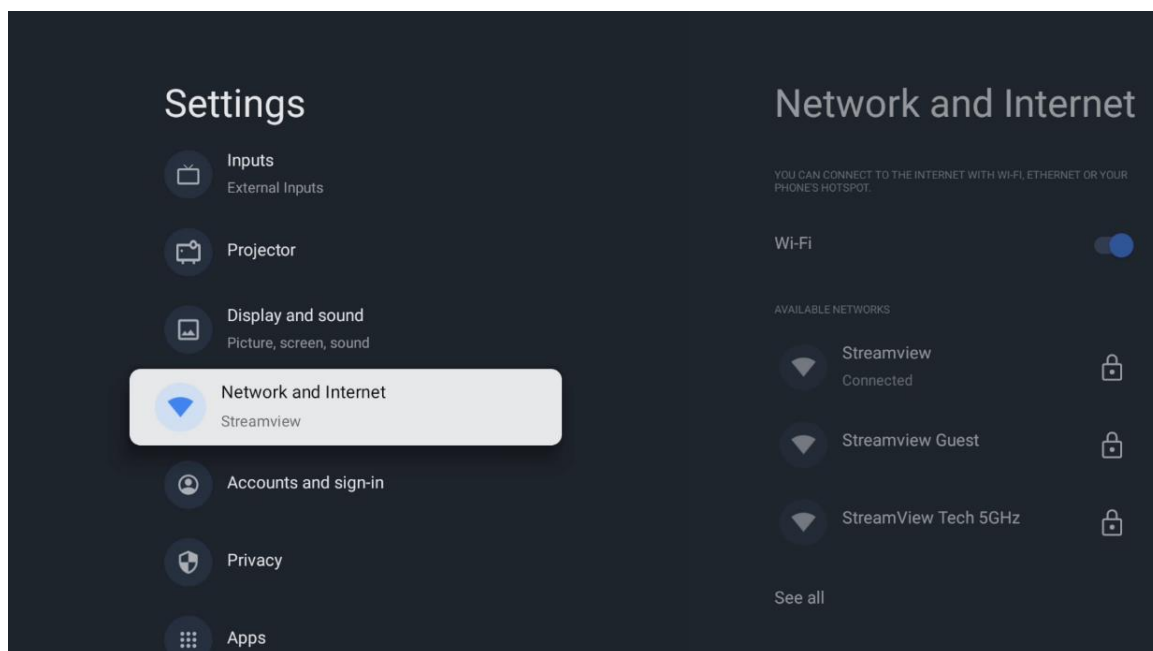 Settings
Inputs
External Inputs
Projector
Display and sound
Picture, screen, sound
Network and Internet
Streamview
Accounts and sign-in
Privacy
Apps
Network and Internet
YOU CAN CONNECT TO THE INTERNET WITH WI-FI, ETHERNET OR YOUR
PHONE'S HOTSPOT.
Wi-Fi
AVAILABLE NETWORKS
Streamview
Connected
Streamview Guest
StreamView Tech 5GHz
See all